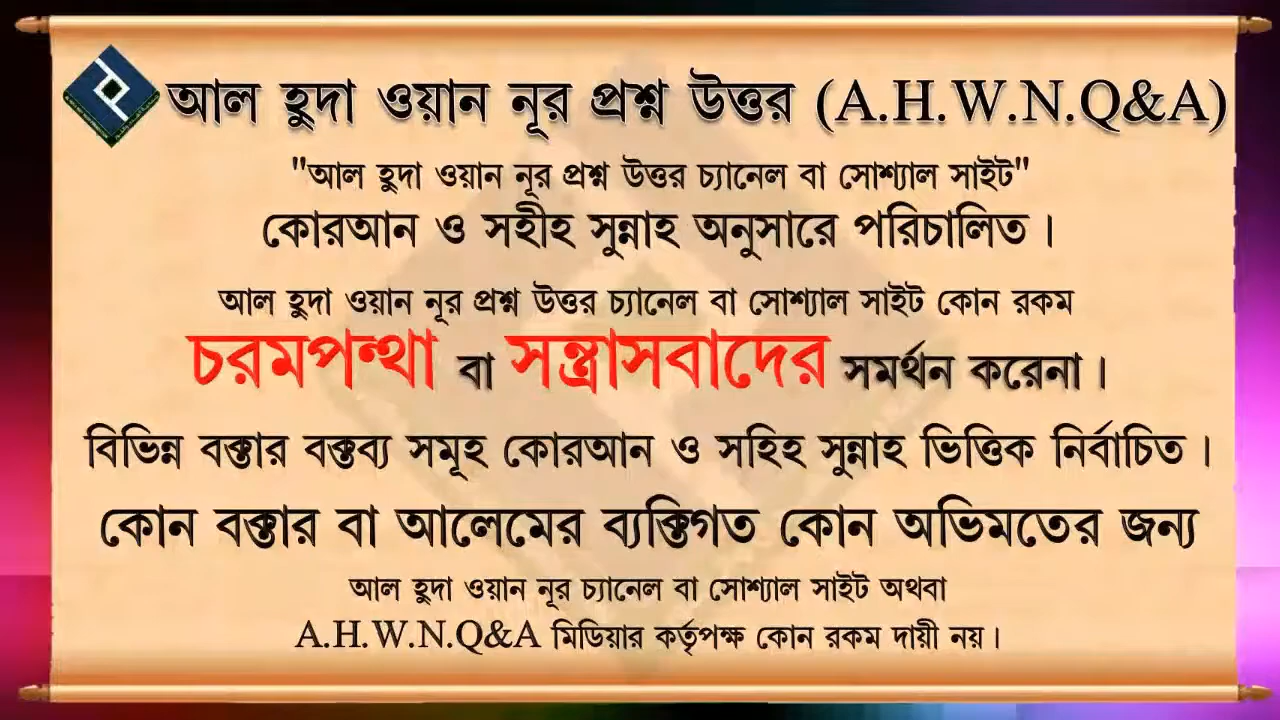 আল হুদা ওয়ান নূর প্রশ্ন উত্তর (A.H.W.N.Q&A)
"আল হুদা ওয়ান নূর প্রশ্ন উত্তর চ্যানেল বা সোশ্যাল সাইট"
কোরআন ও সহীহ সুন্নাহ অনুসারে পরিচালিত।
আল হুদা ওয়ান নূর প্রশ্ন উত্তর চ্যানেল বা সোশ্যাল সাইট কোন রকম
চরমপন্থা বা সন্ত্রাসবাদের সমর্থন করেনা।
বিভিন্ন বক্তার বক্তব্য সমূহ কোরআন ও সহিহ সুন্নাহ ভিত্তিক নির্বাচিত।
কোন বক্তার বা আলেমের ব্যক্তিগত কোন অভিমতের জন্য
আল হুদা ওয়ান নূর চ্যানেল বা সোশ্যাল সাইট অথবা
A.H.W.N.Q&A মিডিয়ার কর্তৃপক্ষ কোন রকম দায়ী নয়।